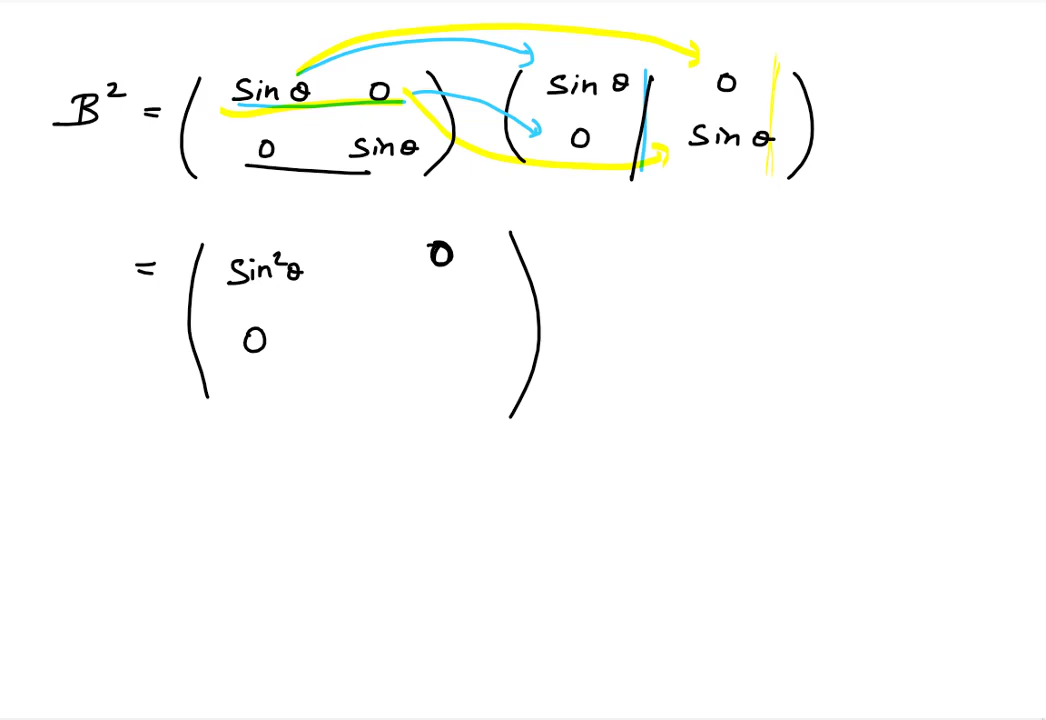 B² = ( sin θ 0 ) ( sin θ 0 )
0 sin θ 0 sin θ
= ( sin²θ 0 )
0